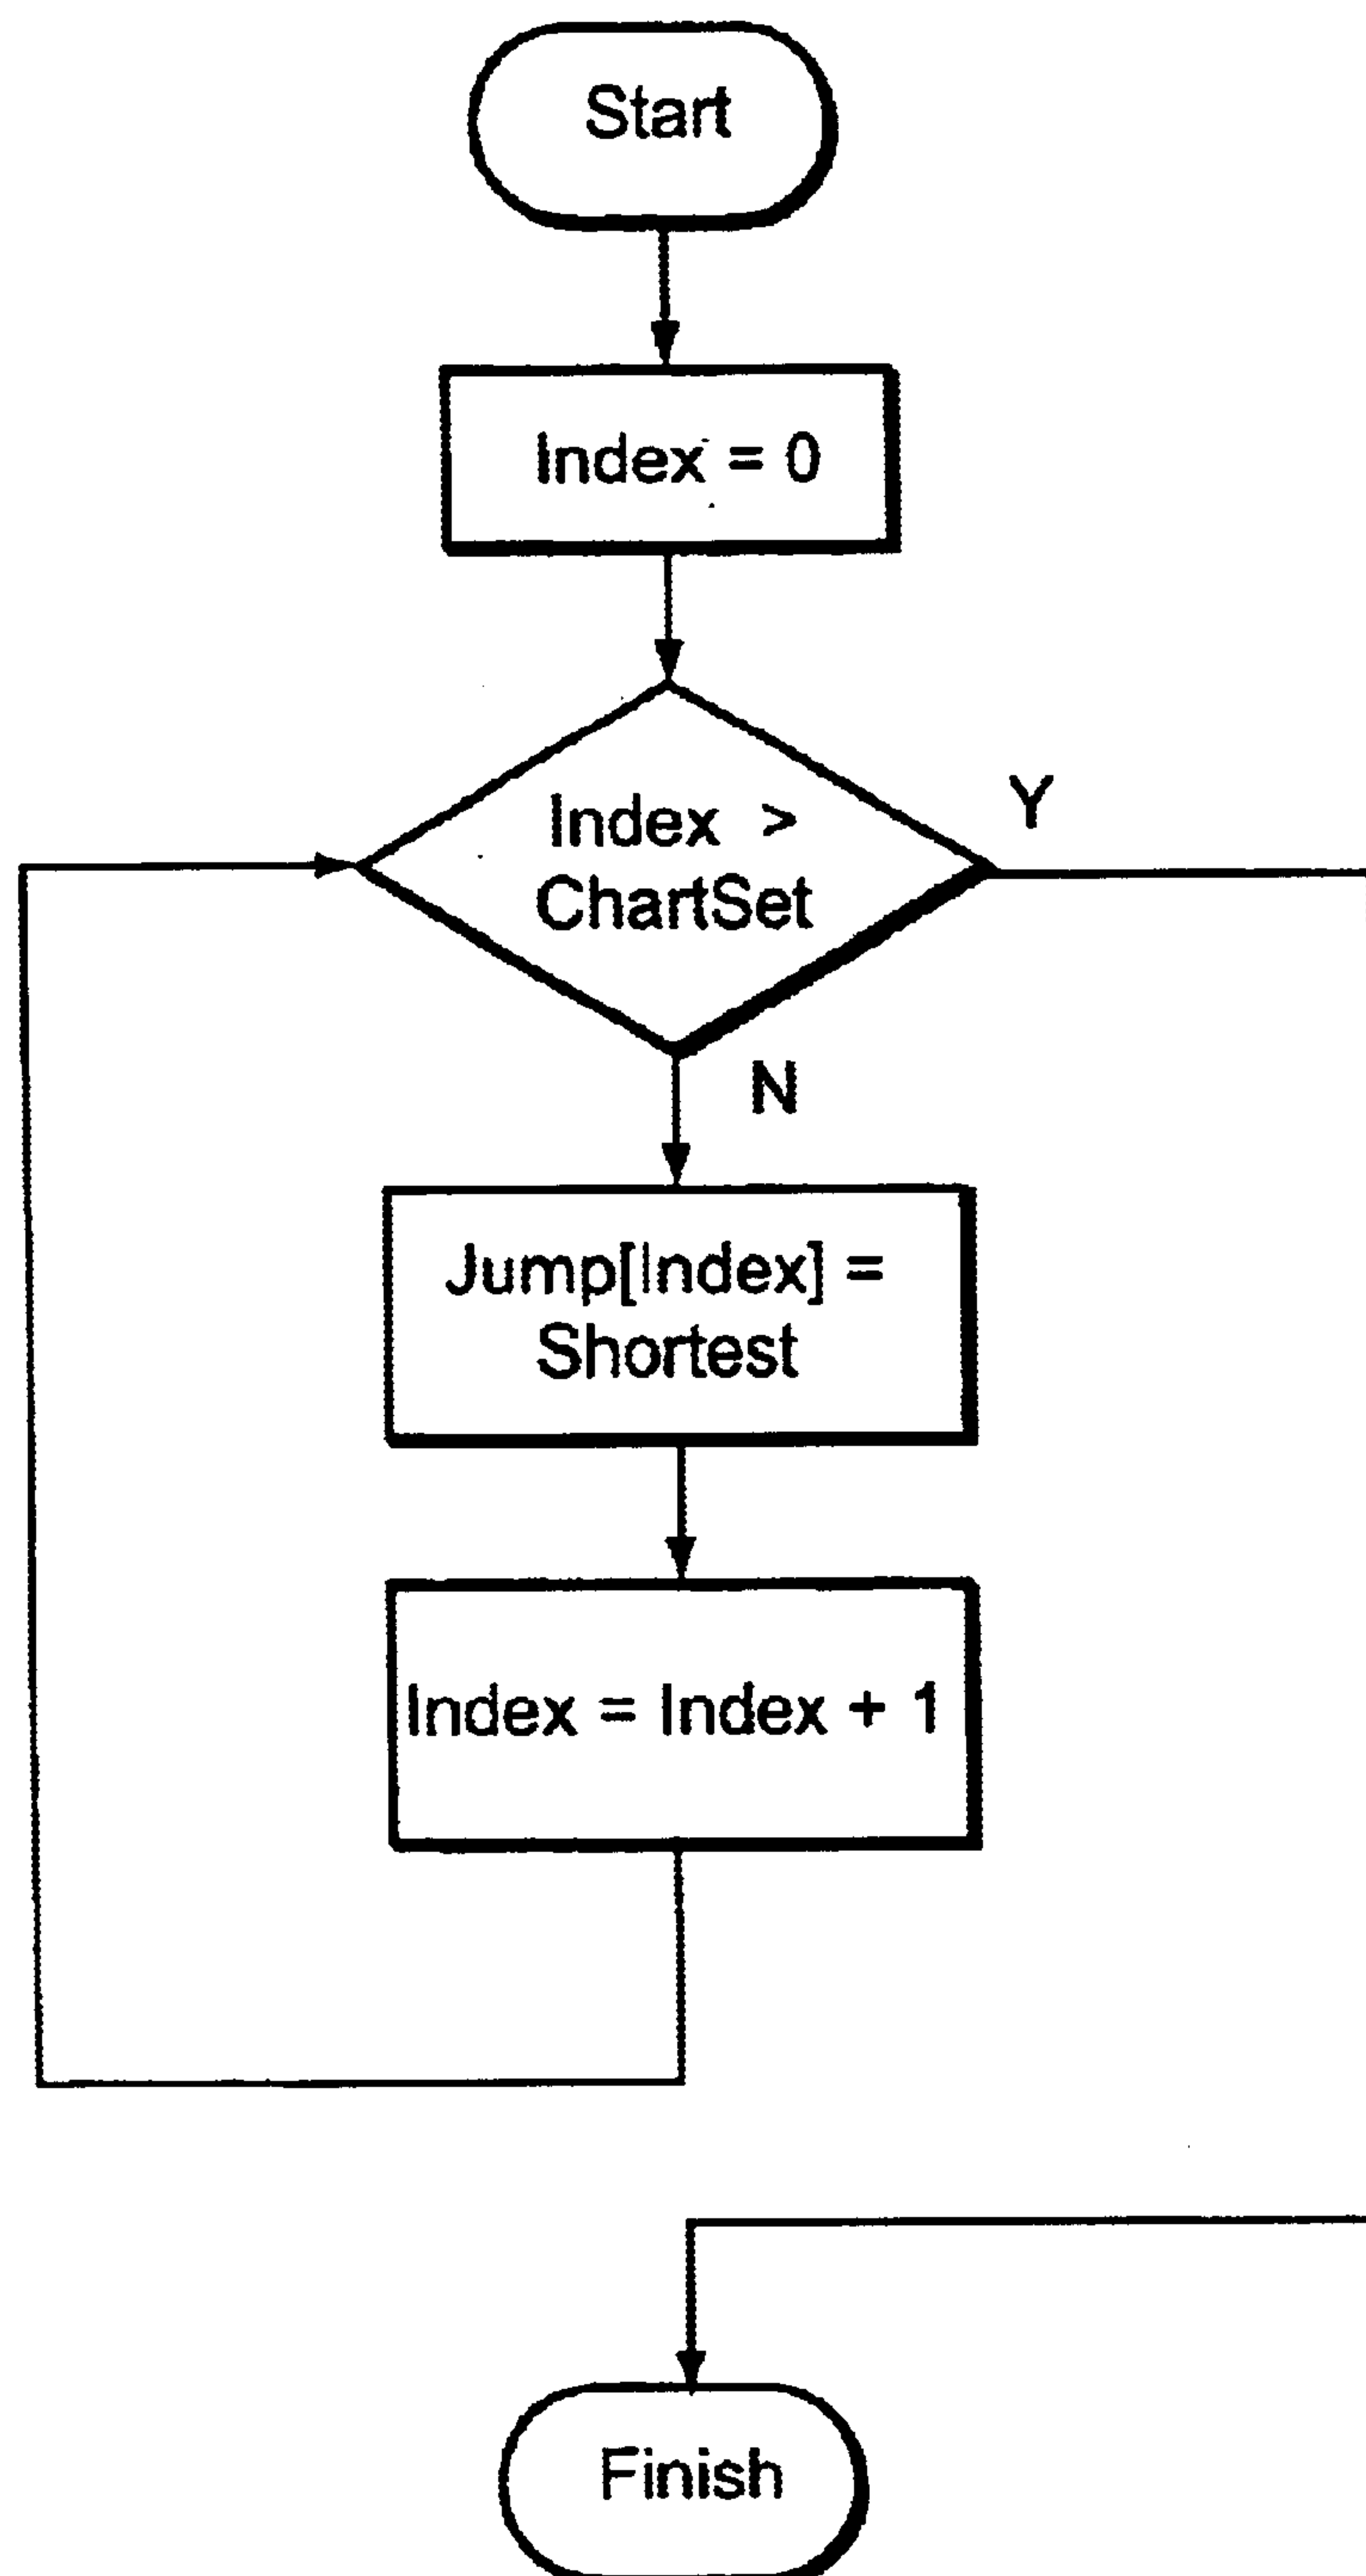 Start
Index = 0
Index >
ChartSet
Y
N
Jump[Index] =
Shortest
Index = Index + 1
Finish